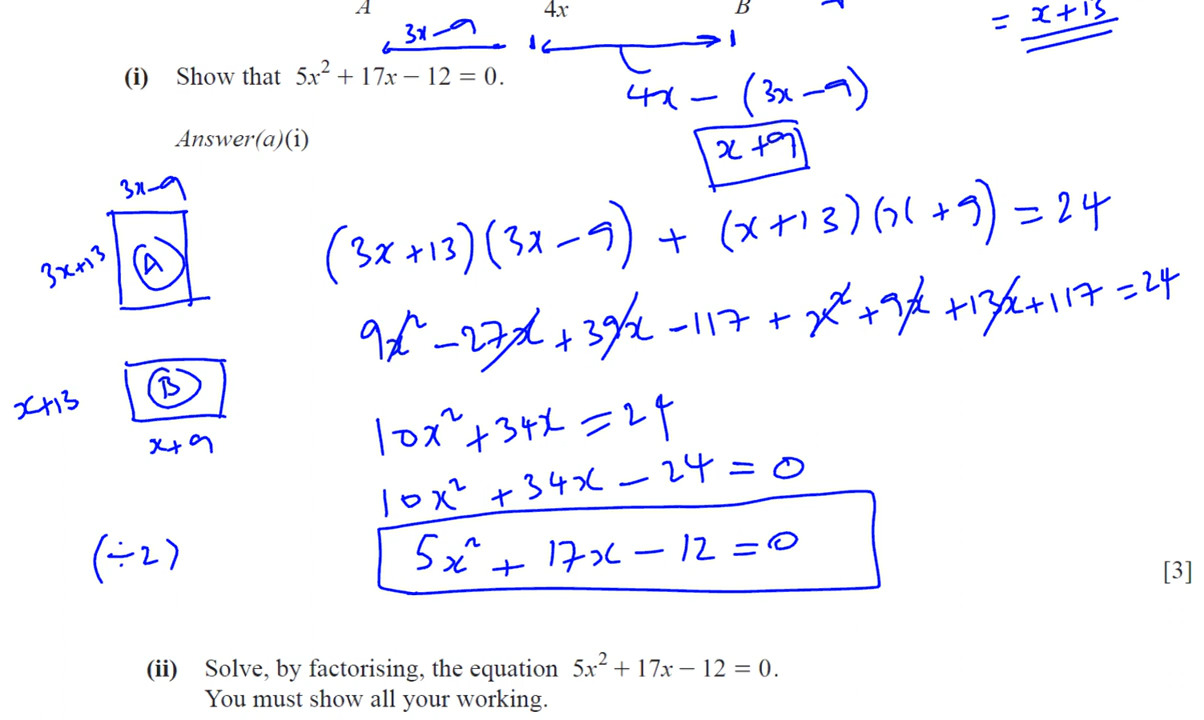 A 4x B
3x-9
= x+13
(i) Show that 5x² + 17x − 12 = 0.
4x − (3x−9)
Answer(a)(i)
x+9
3x-9
(3x+13)(3x−9) + (x+13)(x+9) = 24
3x+13 A
9x² − 27x + 39x − 117 + x² + 9x + 13x + 117 = 24
B
x+13
10x² + 34x = 24
x+9
10x² + 34x − 24 = 0
(÷2) 5x² + 17x − 12 = 0
[3]
(ii) Solve, by factorising, the equation 5x² + 17x − 12 = 0.
You must show all your working.